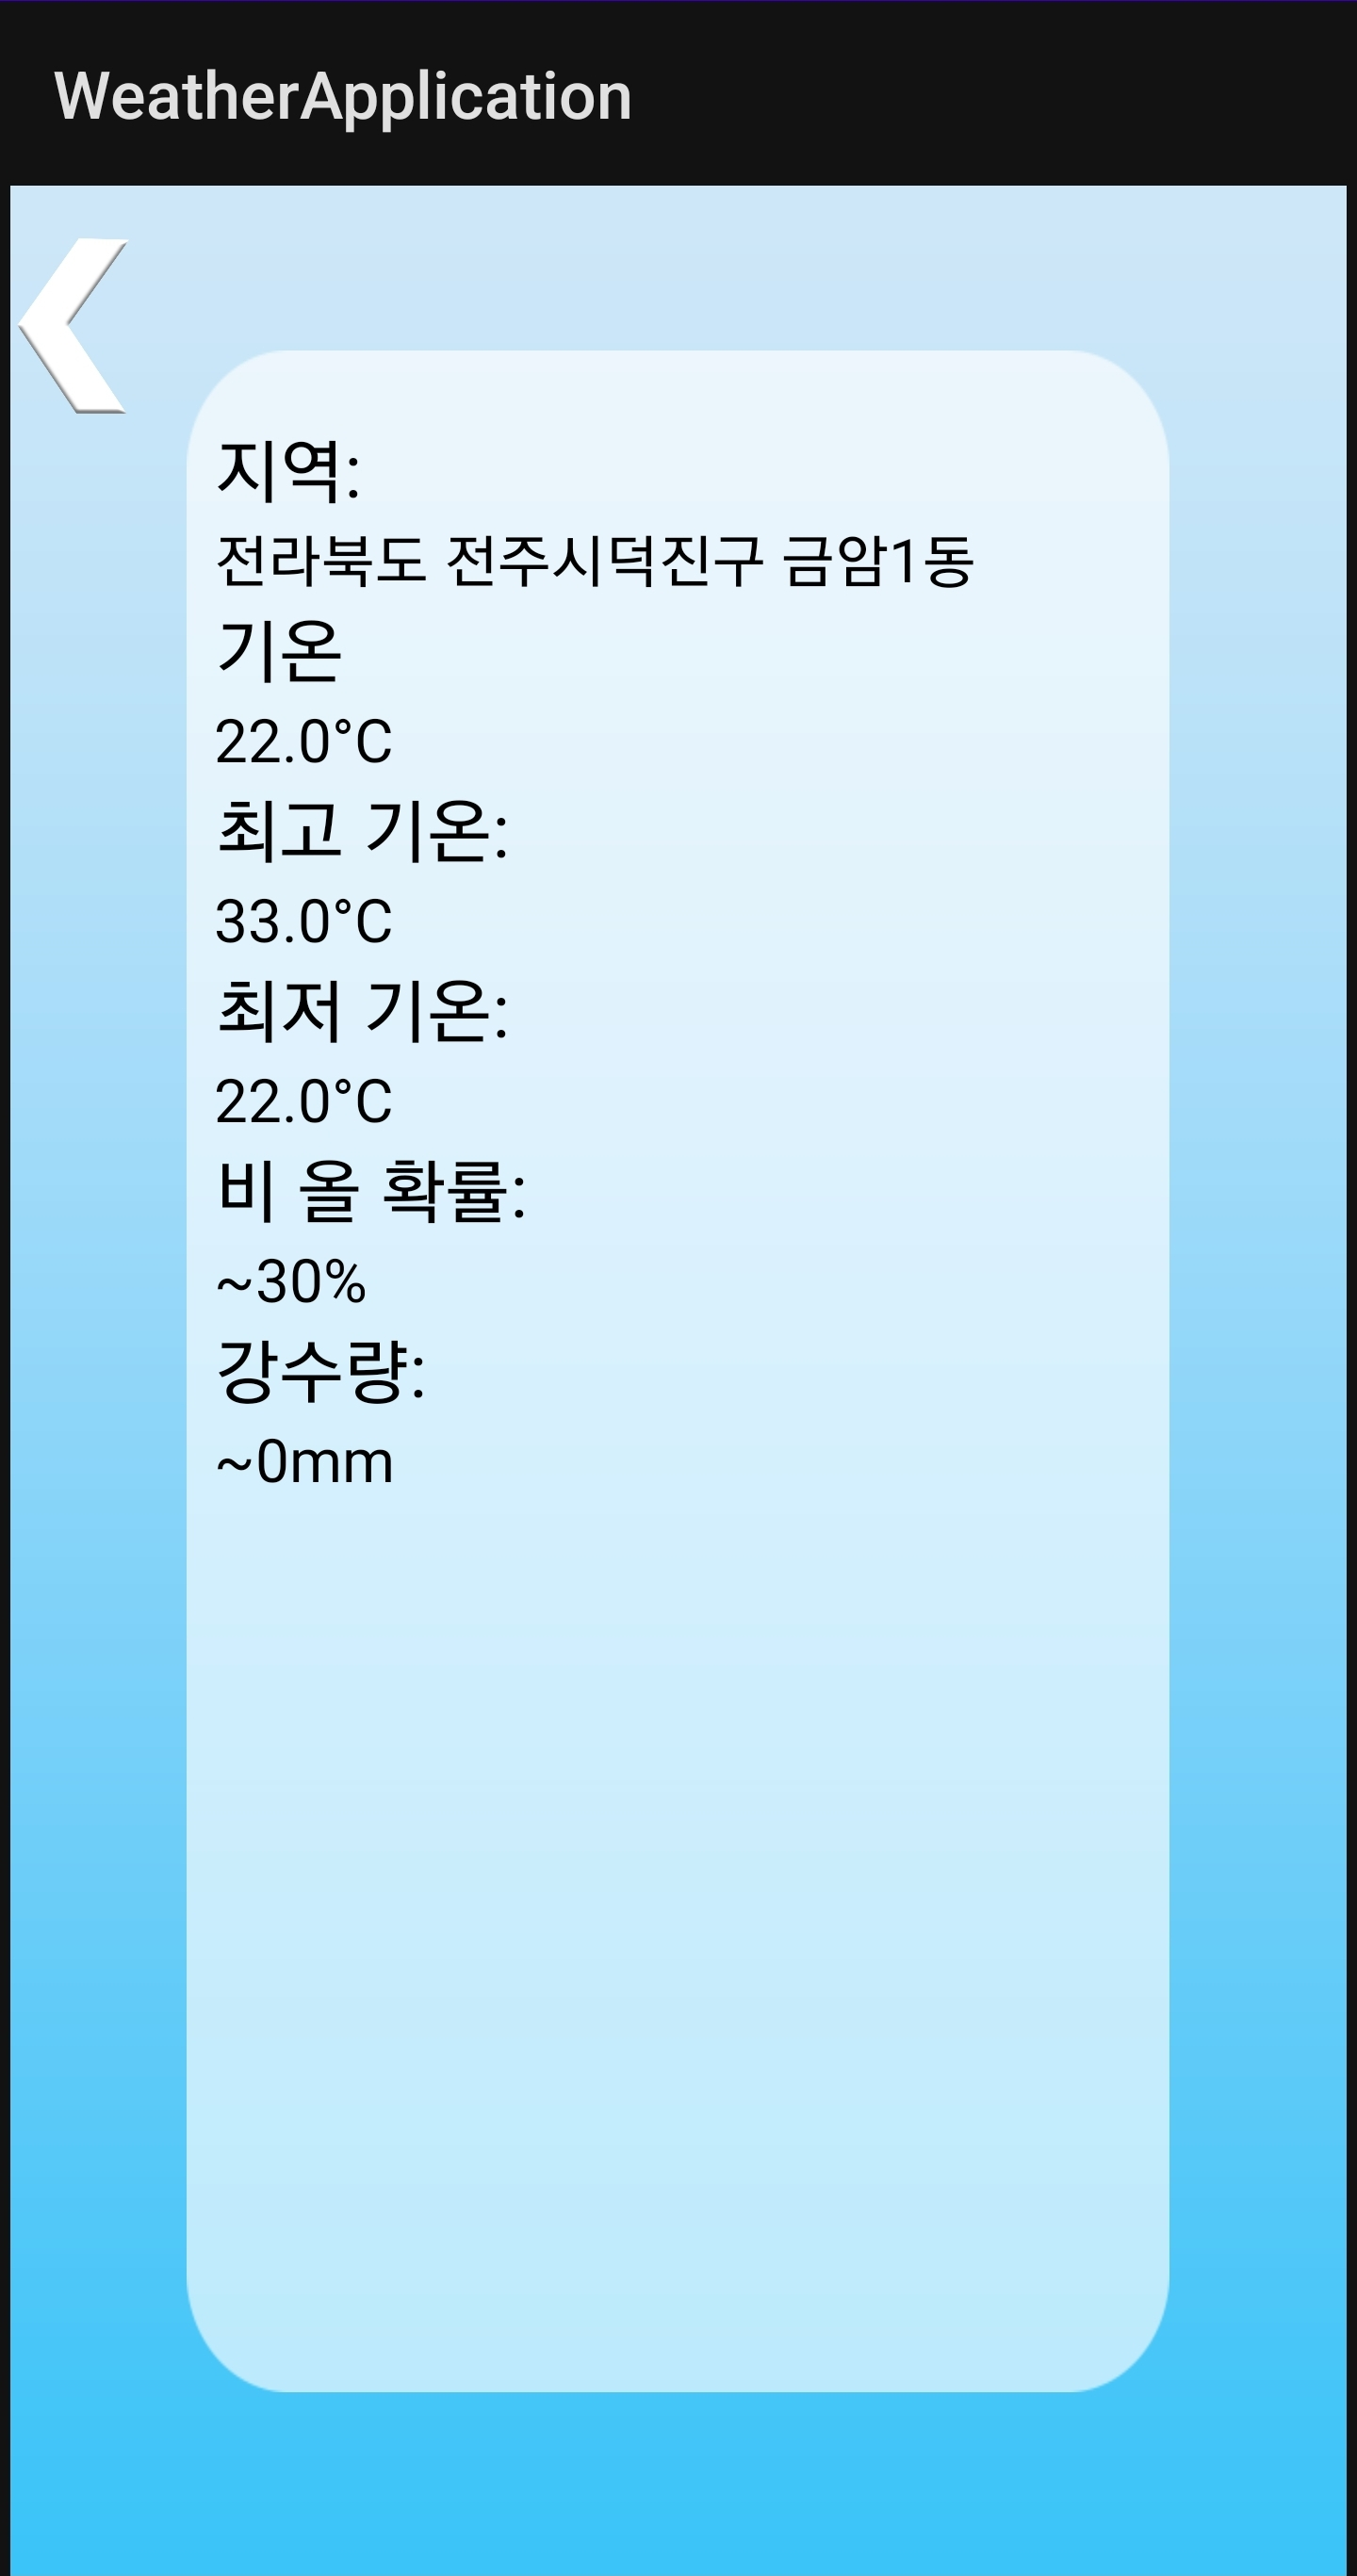 WeatherApplication
지역:
전라북도 전주시덕진구 금암1동
기온
22.0°C
최고 기온:
33.0°C
최저 기온:
22.0°C
비 올 확률:
~30%
강수량:
~0mm